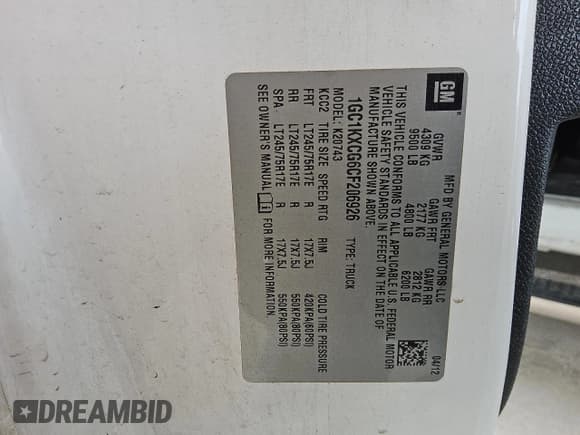 GM
MFD BY GENERAL MOTORS LLC
04/12
GVWR GAWR FRT GAWR RR
4309 KG 2177 KG 2812 KG
9500 LB 4800 LB 6200 LB
THIS VEHICLE CONFORMS TO ALL APPLICABLE U.S. FEDERAL MOTOR
VEHICLE SAFETY STANDARDS IN EFFECT ON THE DATE OF
MANUFACTURE SHOWN ABOVE.
1GC1KXCG6CF206926
TYPE: TRUCK
MODEL: K20743
KCC2 TIRE SIZE SPEED RTG RIM COLD TIRE PRESSURE
FRT LT245/75R17E R 17X7.5J 420KPA(60PSI)
RR LT245/75R17E R 17X7.5J 550KPA(80PSI)
SPA LT245/75R17E R 17X7.5J 550KPA(80PSI)
SEE OWNER'S MANUAL FOR MORE INFORMATION.
DREAMBID